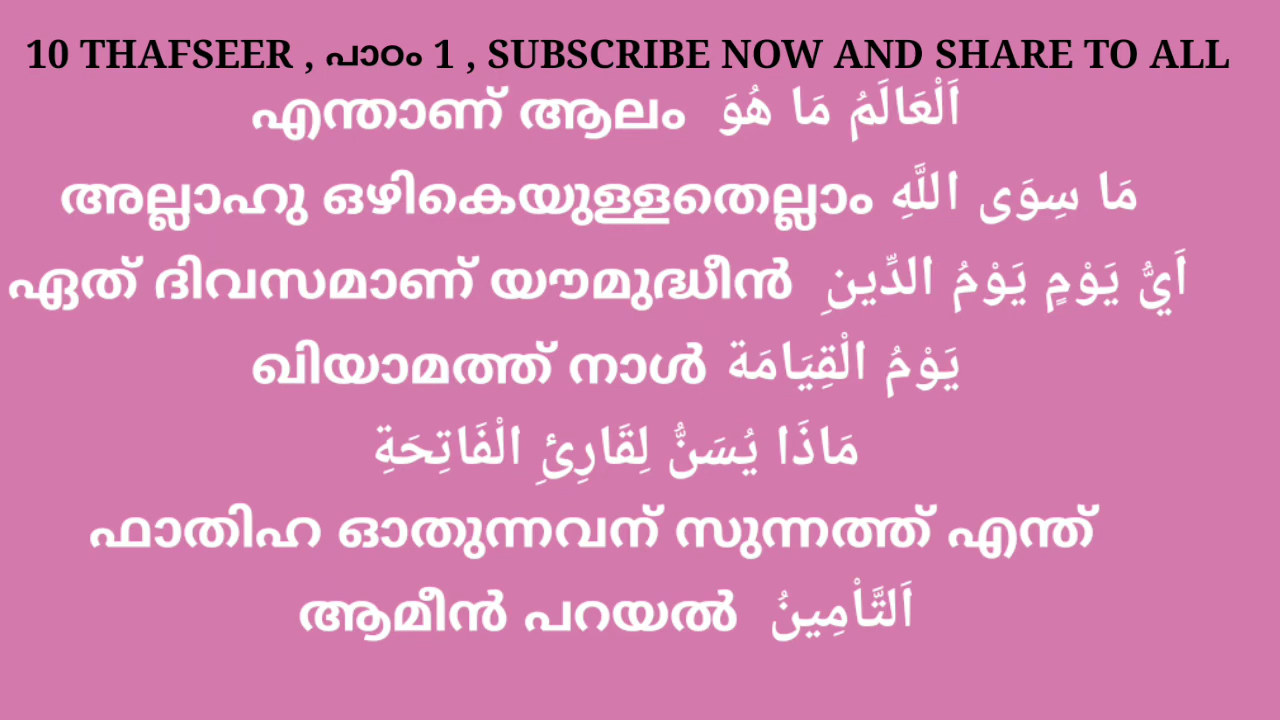 10 THAFSEER , പാഠം 1 , SUBSCRIBE NOW AND SHARE TO ALL
എന്താണ് ആലം اَلْعَالَمُ مَا هُوَ
അല്ലാഹു ഒഴികെയുള്ളതെല്ലാം مَا سِوَى اللَّهِ
ഏത് ദിവസമാണ് യൗമുദ്ധീൻ اَيُّ يَوْمٍ يَوْمُ الدِّينِ
ഖിയാമത്ത് നാൾ يَوْمُ الْقِيَامَة
مَاذَا يُسَنُّ لِقَارِئِ الْفَاتِحَةِ
ഫാതിഹ ഓതുന്നവന് സുന്നത്ത് എന്ത്
ആമീൻ പറയൽ اَلتَّاْمِينُ